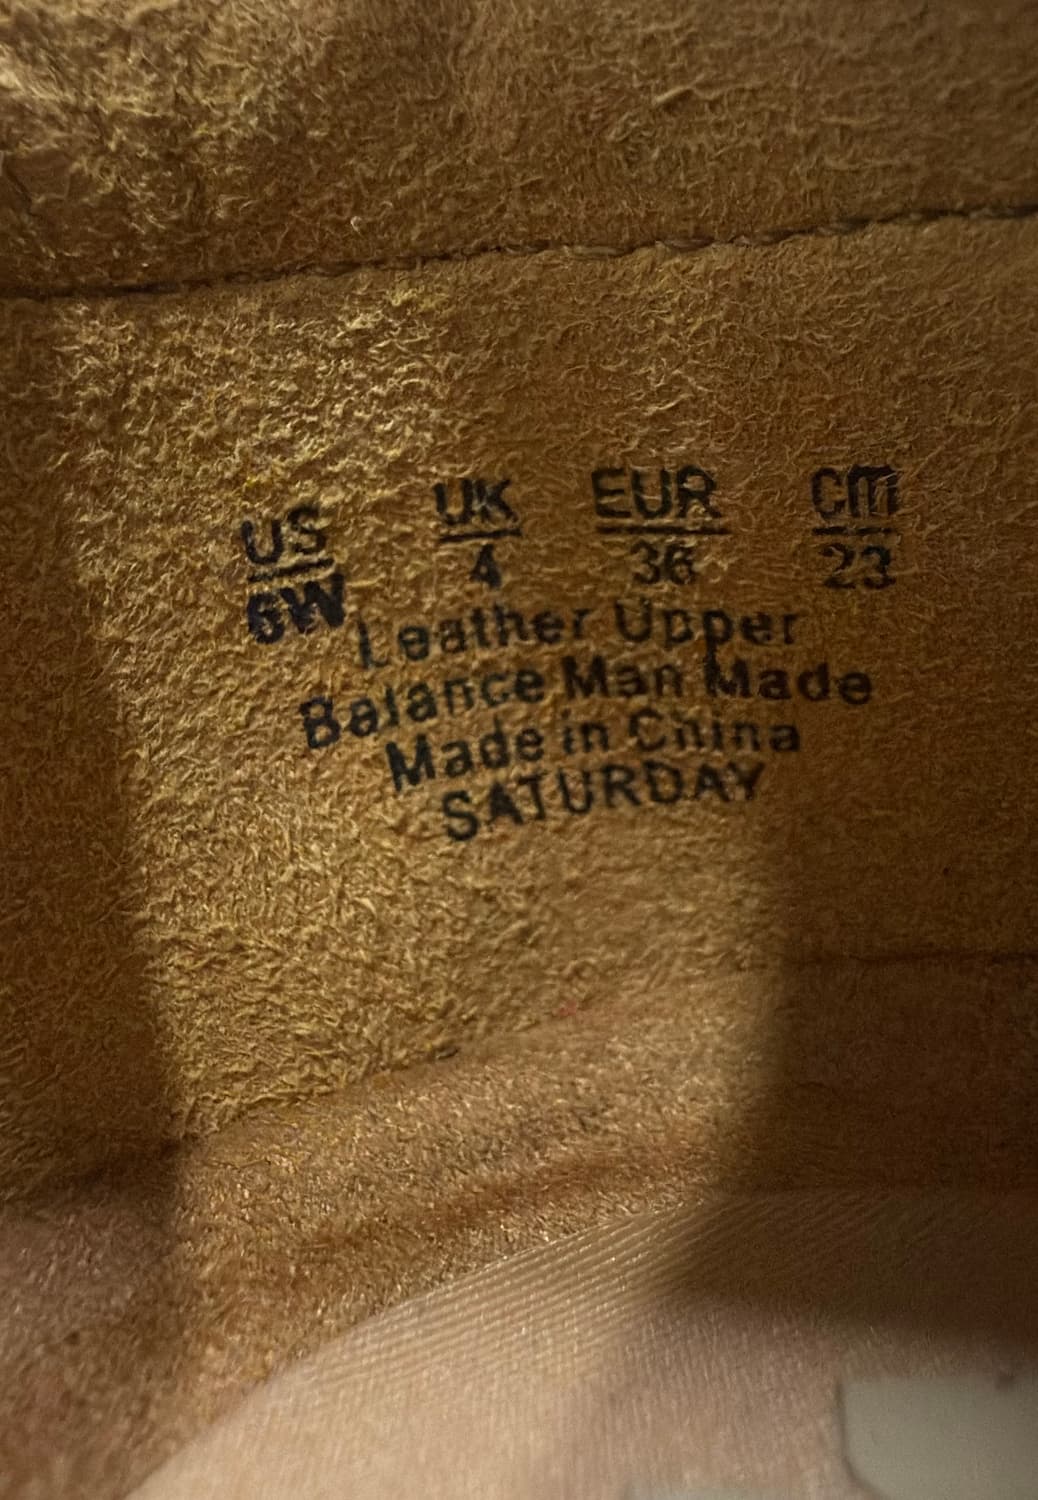 US UK EUR CM
6W 4 36 23
Leather Upper
Balance Man Made
Made in China
SATURDAY